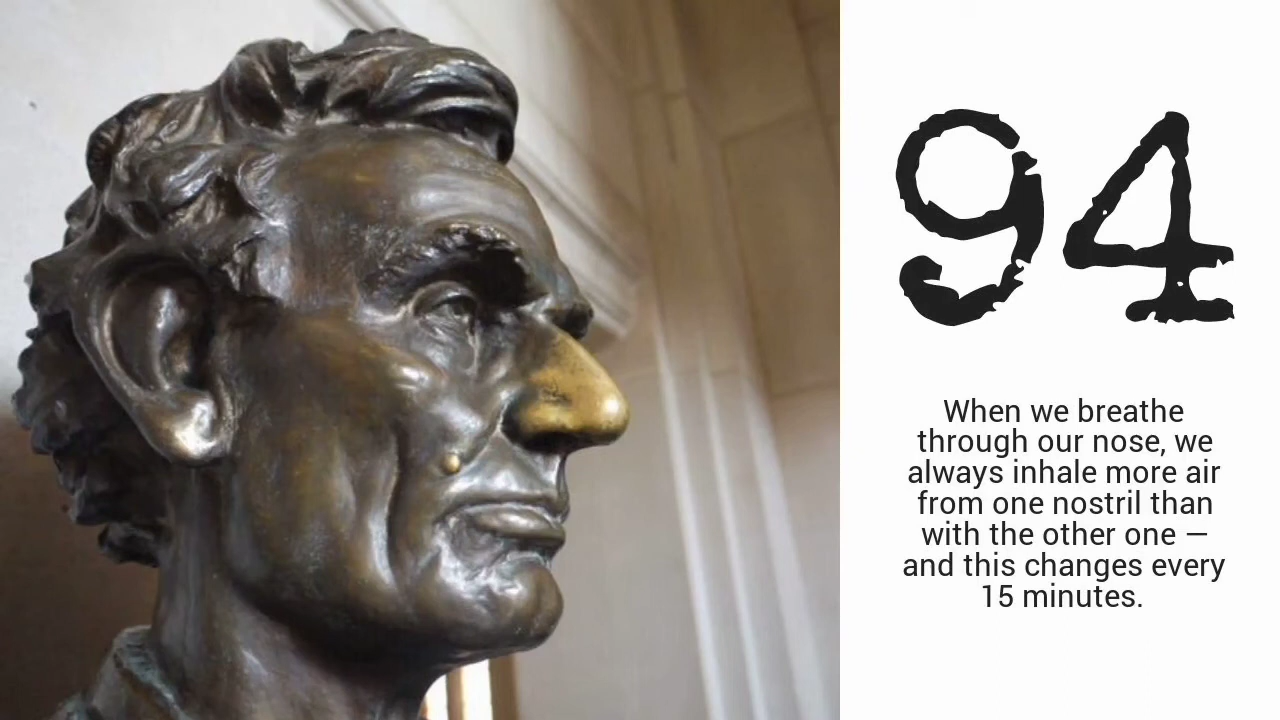 94
When we breathe
through our nose, we
always inhale more air
from one nostril than
with the other one —
and this changes every
15 minutes.